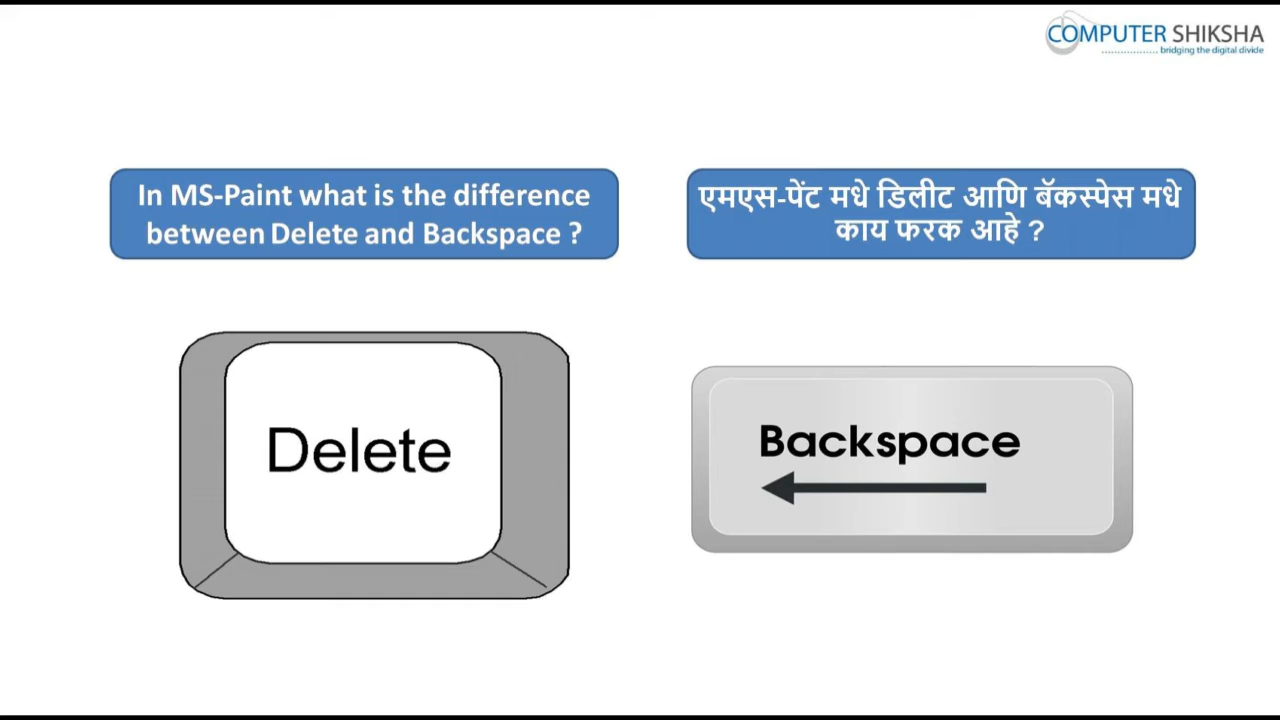 COMPUTER SHIKSHA
bridging the digital divide
In MS-Paint what is the difference
between Delete and Backspace ?
एमएस-पेंट मधे डिलीट आणि बॅकस्पेस मधे
काय फरक आहे ?
Delete
Backspace